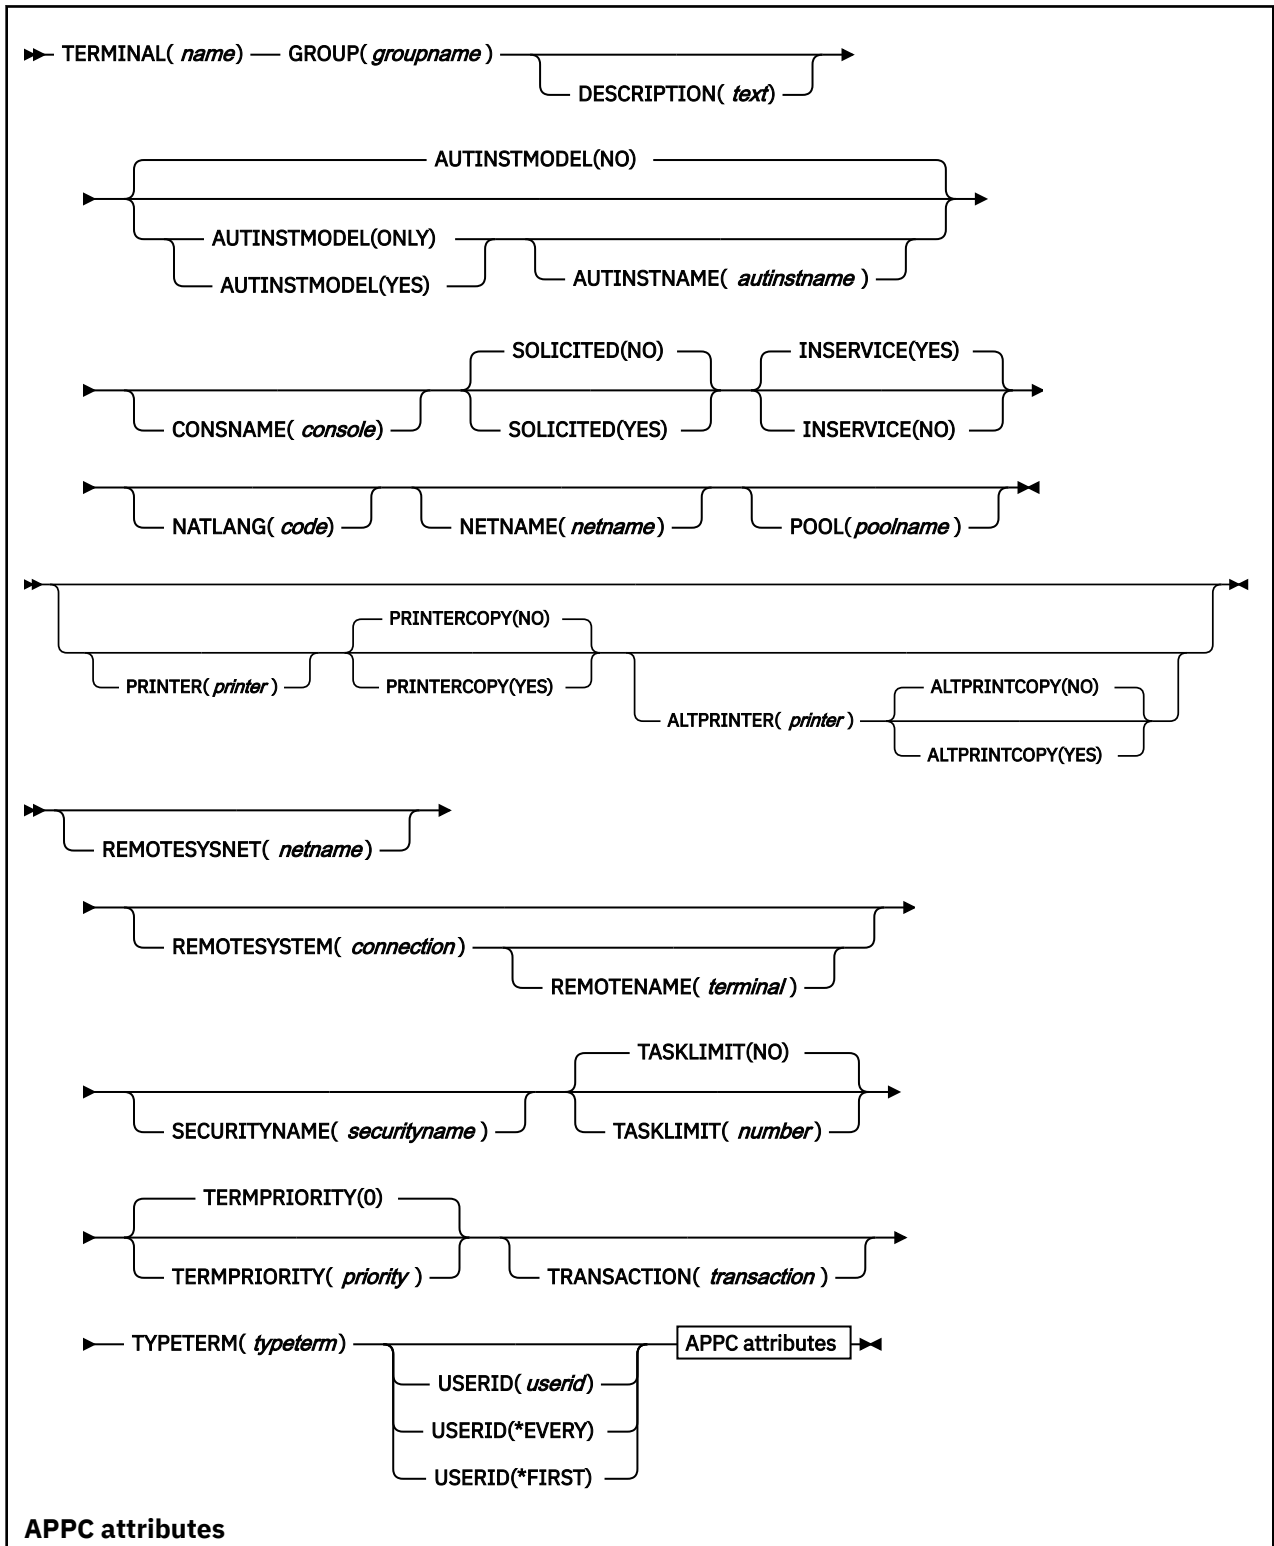 TERMINAL( name) GROUP( groupname )
DESCRIPTION( text)
AUTINSTMODEL(NO)
AUTINSTMODEL(ONLY)
AUTINSTMODEL(YES)
AUTINSTNAME( autinstname )
SOLICITED(NO) INSERVICE(YES)
CONSNAME( console) SOLICITED(YES) INSERVICE(NO)
NATLANG( code) NETNAME( netname) POOL( poolname )
PRINTERCOPY(NO)
PRINTER( printer ) PRINTERCOPY(YES) ALTPRINTCOPY(NO)
ALTPRINTER( printer )
ALTPRINTCOPY(YES)
REMOTESYSNET( netname)
REMOTESYSTEM( connection)
REMOTENAME( terminal )
TASKLIMIT(NO)
SECURITYNAME( securityname ) TASKLIMIT( number)
TERMPRIORITY(0)
TERMPRIORITY( priority ) TRANSACTION( transaction )
TYPETERM( typeterm) APPC attributes
USERID( userid)
USERID(*EVERY)
USERID(*FIRST)
APPC attributes